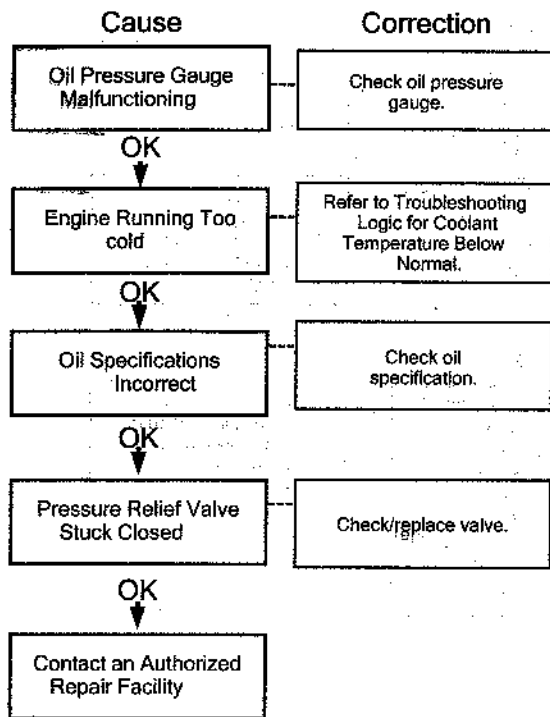 Cause
Correction
Oil Pressure Gauge
Malfunctioning
Check oil pressure
gauge.
OK
Engine Running Too
cold
Refer to Troubleshooting
Logic for Coolant
Temperature Below
Normal.
OK
Oil Specifications
Incorrect
Check oil
specification.
OK
Pressure Relief Valve
Stuck Closed
Check/replace valve.
OK
Contact an Authorized
Repair Facility